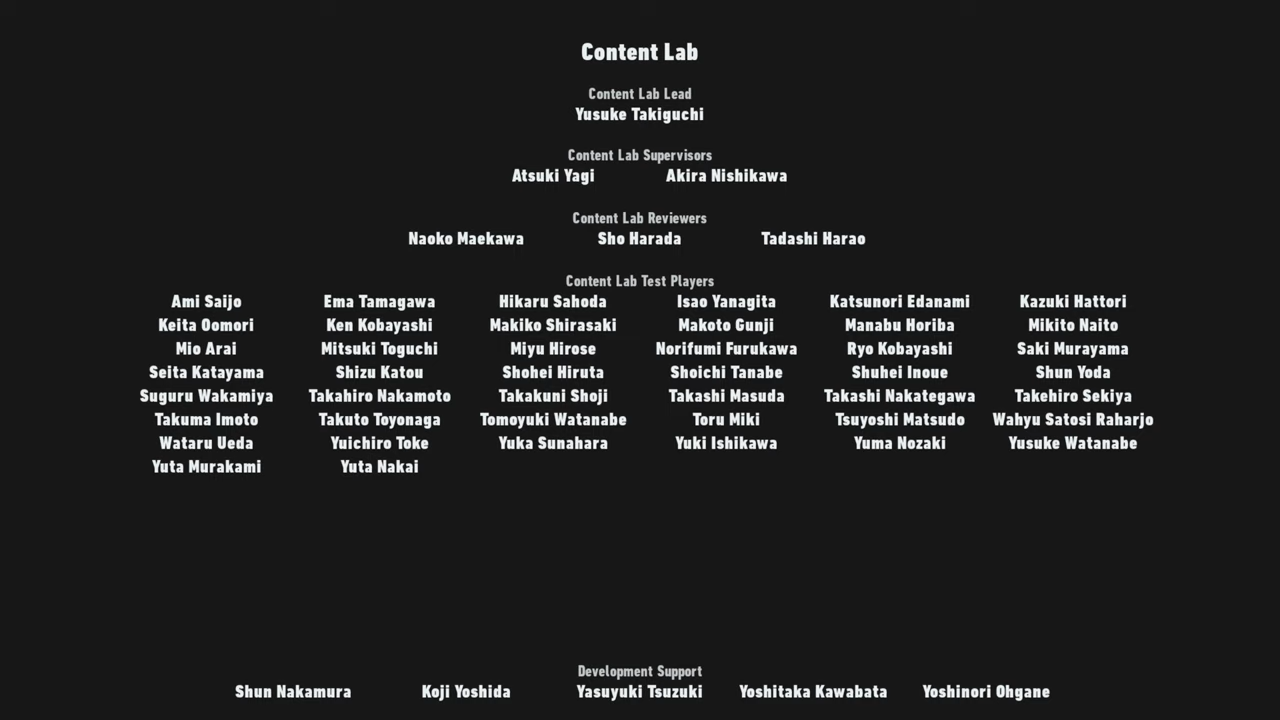 Content Lab
Content Lab Lead
Yusuke Takiguchi
Content Lab Supervisors
Atsuki Yagi Akira Nishikawa
Content Lab Reviewers
Naoko Maekawa Sho Harada Tadashi Harao
Content Lab Test Players
Ami Saijo Ema Tamagawa Hikaru Sahoda Isao Yanagita Katsunori Edanami Kazuki Hattori
Keita Oomori Ken Kobayashi Makiko Shirasaki Makoto Gunji Manabu Horiba Mikito Naito
Mio Arai Mitsuki Toguchi Miyu Hirose Norifumi Furukawa Ryo Kobayashi Saki Murayama
Seita Katayama Shizu Katou Shohei Hiruta Shoichi Tanabe Shuhei Inoue Shun Yoda
Suguru Wakamiya Takahiro Nakamoto Takakuni Shoji Takashi Masuda Takashi Nakategawa Takehiro Sekiya
Takuma Imoto Takuto Toyonaga Tomoyuki Watanabe Toru Miki Tsuyoshi Matsudo Wahyu Satosi Raharjo
Wataru Ueda Yuichiro Toke Yuka Sunahara Yuki Ishikawa Yuma Nozaki Yusuke Watanabe
Yuta Murakami Yuta Nakai
Development Support
Shun Nakamura Koji Yoshida Yasuyuki Tsuzuki Yoshitaka Kawabata Yoshinori Ohgane